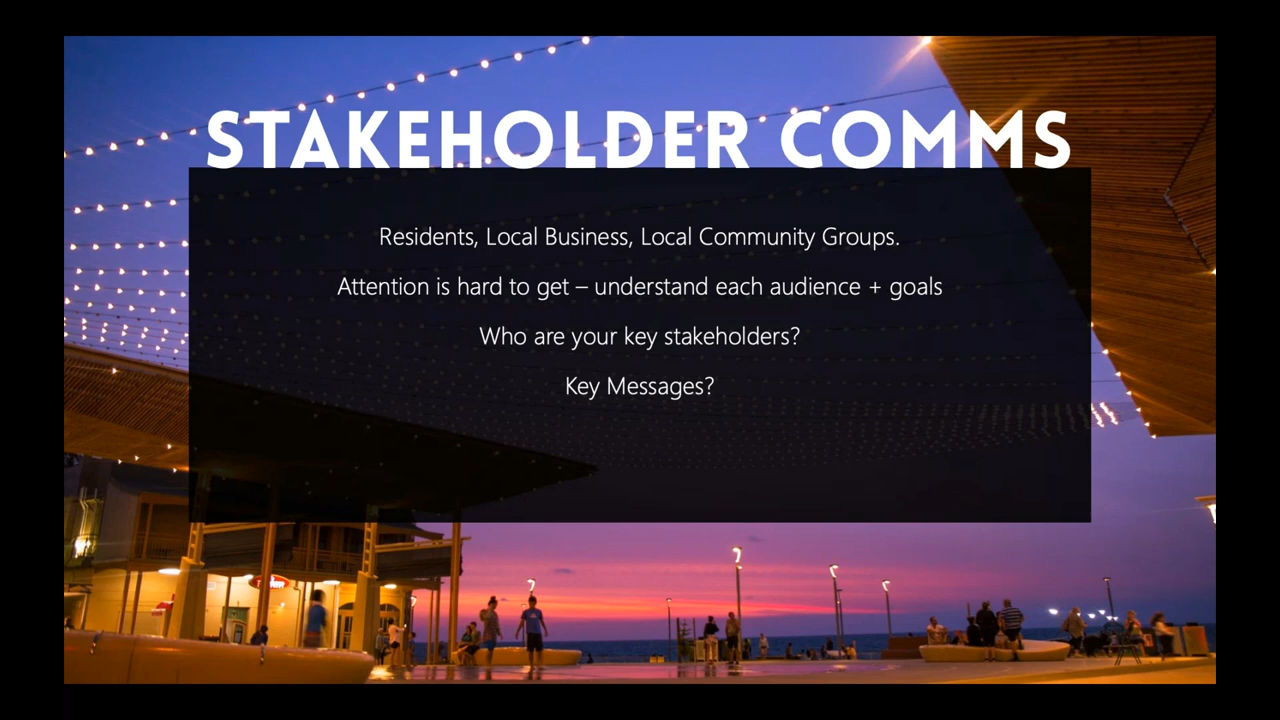 STAKEHOLDER COMMS
Residents, Local Business, Local Community Groups.
Attention is hard to get – understand each audience + goals
Who are your key stakeholders?
Key Messages?